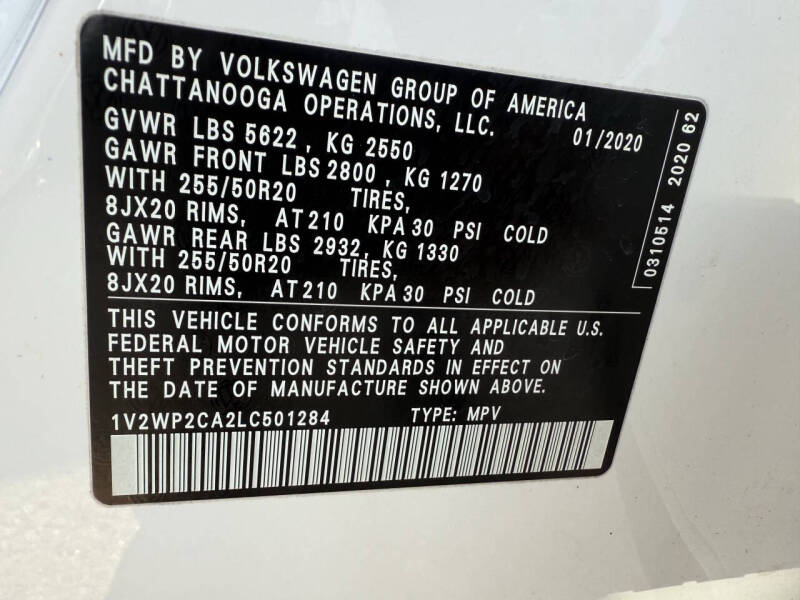 MFD BY VOLKSWAGEN GROUP OF AMERICA
CHATTANOOGA OPERATIONS, LLC. 01/2020
GVWR LBS 5622 , KG 2550
GAWR FRONT LBS 2800 , KG 1270
WITH 255/50R20 TIRES,
8JX20 RIMS, AT 210 KPA 30 PSI COLD
GAWR REAR LBS 2932, KG 1330
WITH 255/50R20 TIRES,
8JX20 RIMS, AT 210 KPA 30 PSI COLD
THIS VEHICLE CONFORMS TO ALL APPLICABLE U.S.
FEDERAL MOTOR VEHICLE SAFETY AND
THEFT PREVENTION STANDARDS IN EFFECT ON
THE DATE OF MANUFACTURE SHOWN ABOVE.
1V2WP2CA2LC501284 TYPE: MPV
0310514 2020 62